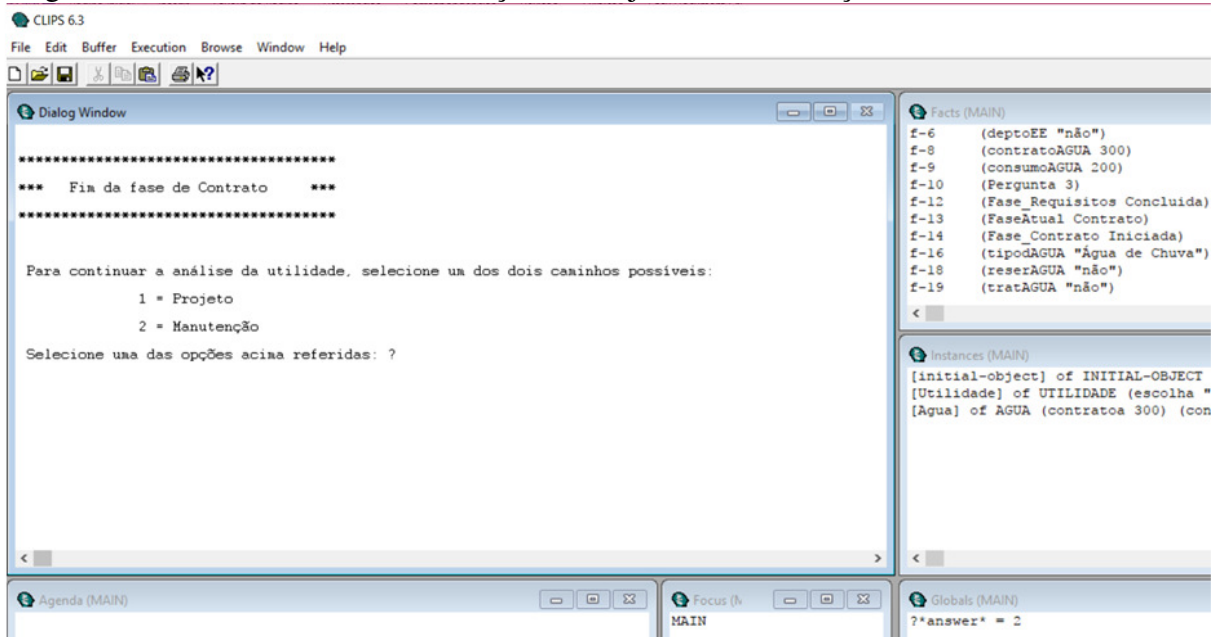 CLIPS 6.3
File Edit Buffer Execution Browse Window Help
Dialog Window
**************************************
*** Fim da fase de Contrato ***
**************************************
Para continuar a análise da utilidade, selecione um dos dois caminhos possíveis:
1 = Projeto
2 = Manutenção
Selecione uma das opções acima referidas: ?
Facts (MAIN)
f-6 (deptoEE "não")
f-8 (contratoAGUA 300)
f-9 (consumoAGUA 200)
f-10 (Pergunta 3)
f-12 (Fase_Requisitos Concluida)
f-13 (FaseAtual Contrato)
f-14 (Fase_Contrato Iniciada)
f-16 (tipodAGUA "Água de Chuva")
f-18 (reserAGUA "não")
f-19 (tratAGUA "não")
Instances (MAIN)
[initial-object] of INITIAL-OBJECT
[Utilidade] of UTILIDADE (escolha "
[Agua] of AGUA (contratoa 300) (con
Agenda (MAIN)
Focus (
MAIN
Globals (MAIN)
?*answer* = 2